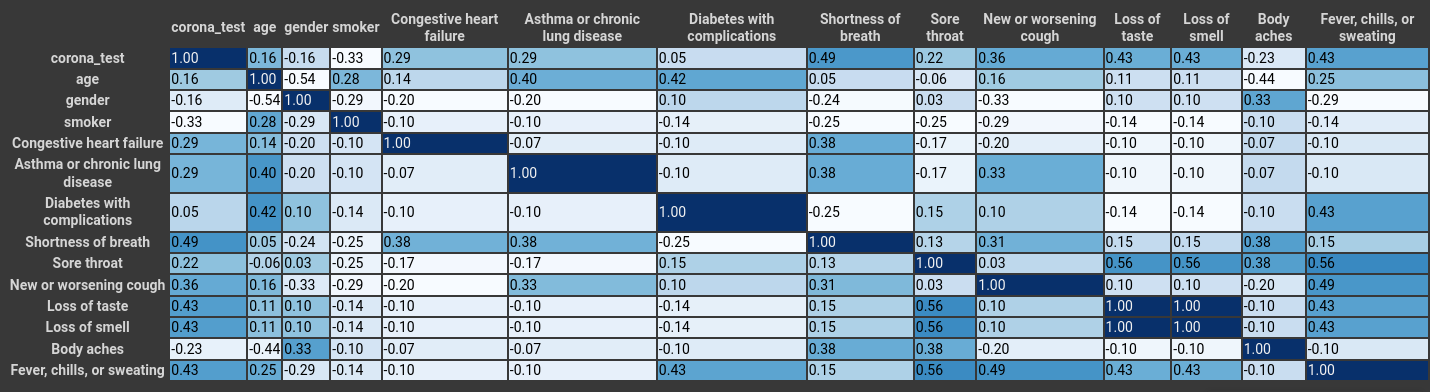 corona_test age gender smoker Congestive heart failure Asthma or chronic lung disease Diabetes with complications Shortness of breath Sore throat New or worsening cough Loss of taste Loss of smell Body aches Fever, chills, or sweating
corona_test 1.00 0.16 -0.16 -0.33 0.29 0.29 0.05 0.49 0.22 0.36 0.43 0.43 -0.23 0.43
age 0.16 1.00 -0.54 0.28 0.14 0.40 0.42 0.05 -0.06 0.16 0.11 0.11 -0.44 0.25
gender -0.16 -0.54 1.00 -0.29 -0.20 -0.20 0.10 -0.24 0.03 -0.33 0.10 0.10 0.33 -0.29
smoker -0.33 0.28 -0.29 1.00 -0.10 -0.10 -0.14 -0.25 -0.25 -0.29 -0.14 -0.14 -0.10 -0.14
Congestive heart failure 0.29 0.14 -0.20 -0.10 1.00 -0.07 -0.10 0.38 -0.17 -0.20 -0.10 -0.10 -0.07 -0.10
Asthma or chronic lung disease 0.29 0.40 -0.20 -0.10 -0.07 1.00 -0.10 0.38 -0.17 0.33 -0.10 -0.10 -0.07 -0.10
Diabetes with complications 0.05 0.42 0.10 -0.14 -0.10 -0.10 1.00 -0.25 0.15 0.10 -0.14 -0.14 -0.10 0.43
Shortness of breath 0.49 0.05 -0.24 -0.25 0.38 0.38 -0.25 1.00 0.13 0.31 0.15 0.15 0.38 0.15
Sore throat 0.22 -0.06 0.03 -0.25 -0.17 -0.17 0.15 0.13 1.00 0.03 0.56 0.56 0.38 0.56
New or worsening cough 0.36 0.16 -0.33 -0.29 -0.20 0.33 0.10 0.31 0.03 1.00 0.10 0.10 -0.20 0.49
Loss of taste 0.43 0.11 0.10 -0.14 -0.10 -0.10 -0.14 0.15 0.56 0.10 1.00 1.00 -0.10 0.43
Loss of smell 0.43 0.11 0.10 -0.14 -0.10 -0.10 -0.14 0.15 0.56 0.10 1.00 1.00 -0.10 0.43
Body aches -0.23 -0.44 0.33 -0.10 -0.07 -0.07 -0.10 0.38 0.38 -0.20 -0.10 -0.10 1.00 -0.10
Fever, chills, or sweating 0.43 0.25 -0.29 -0.14 -0.10 -0.10 0.43 0.15 0.56 0.49 0.43 0.43 -0.10 1.00